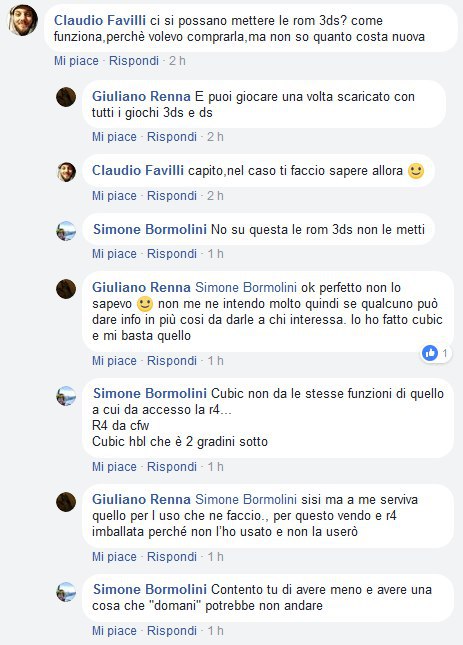 Claudio Favilli ci si possano mettere le rom 3ds? come
funziona,perchè volevo comprarla,ma non so quanto costa nuova
Mi piace · Rispondi · 2 h
Giuliano Renna E puoi giocare una volta scaricato con
tutti i giochi 3ds e ds
Mi piace · Rispondi · 2 h
Claudio Favilli capito,nel caso ti faccio sapere allora 🙂
Mi piace · Rispondi · 2 h
Simone Bormolini No su questa le rom 3ds non le metti
Mi piace · Rispondi · 1 h
Giuliano Renna Simone Bormolini ok perfetto non lo
sapevo 🙂 non me ne intendo molto quindi se qualcuno può
dare info in più cosi da darle a chi interessa. Io ho fatto cubic
e mi basta quello
1
Mi piace · Rispondi · 1 h
Simone Bormolini Cubic non da le stesse funzioni di quello
a cui da accesso la r4...
R4 da cfw
Cubic hbl che è 2 gradini sotto
Mi piace · Rispondi · 1 h
Giuliano Renna Simone Bormolini sisi ma a me serviva
quello per l uso che ne faccio., per questo vendo e r4
imballata perché non l'ho usato e non la userò
Mi piace · Rispondi · 1 h
Simone Bormolini Contento tu di avere meno e avere una
cosa che "domani" potrebbe non andare
Mi piace · Rispondi · 1 h